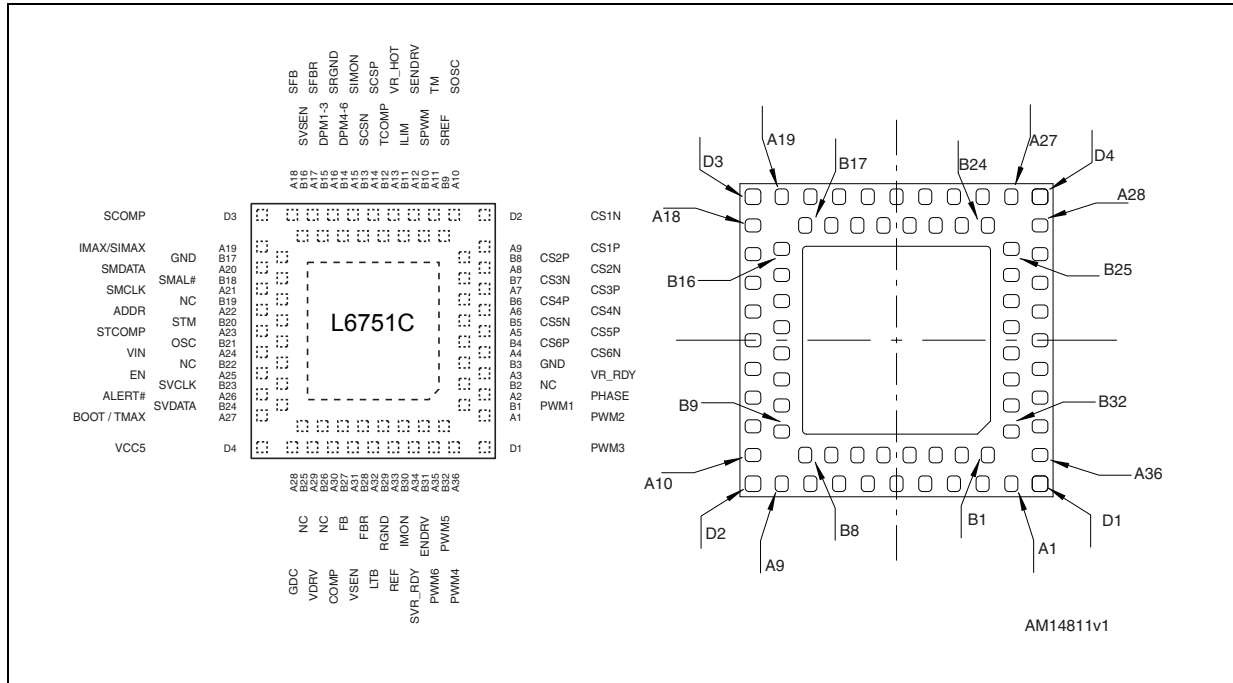 SFB
SFBR
SRGND
SIMON
SCSP
VR_HOT
SENDRV
TM
SOSC
SVSEN
DPM1-3
DPM4-6
SCSN
TCOMP
ILIM
SPWM
SREF
A18
B16
A17
B15
A16
B14
A15
B13
A14
B12
A13
B11
A12
B10
A11
B9
A10
SCOMP D3
IMAX/SIMAX A19
GND B17
SMDATA A20
SMAL# B18
SMCLK A21
NC B19
ADDR A22
STM B20
STCOMP A23
OSC B21
VIN A24
NC B22
EN A25
SVCLK B23
ALERT# A26
SVDATA B24
BOOT / TMAX A27
VCC5 D4
L6751C
D2 CS1N
A9 CS1P
B8 CS2P
A8 CS2N
B7 CS3N
A7 CS3P
B6 CS4P
A6 CS4N
B5 CS5N
A5 CS5P
B4 CS6P
A4 CS6N
B3 GND
A3 VR_RDY
B2 NC
A2 PHASE
B1 PWM1
A1 PWM2
D1 PWM3
A28
B25
A29
B26
A30
B27
A31
B28
A32
B29
A33
B30
A34
B31
A35
B32
A36
NC
NC
FB
FBR
RGND
IMON
ENDRV
PWM5
GDC
VDRV
COMP
VSEN
LTB
REF
SVR_RDY
PWM6
PWM4
D3
A19
B17
B24
A27
D4
A18
A28
B16
B25
B9
B32
A10
A36
D2
A9
B8
B1
A1
D1
AM14811v1